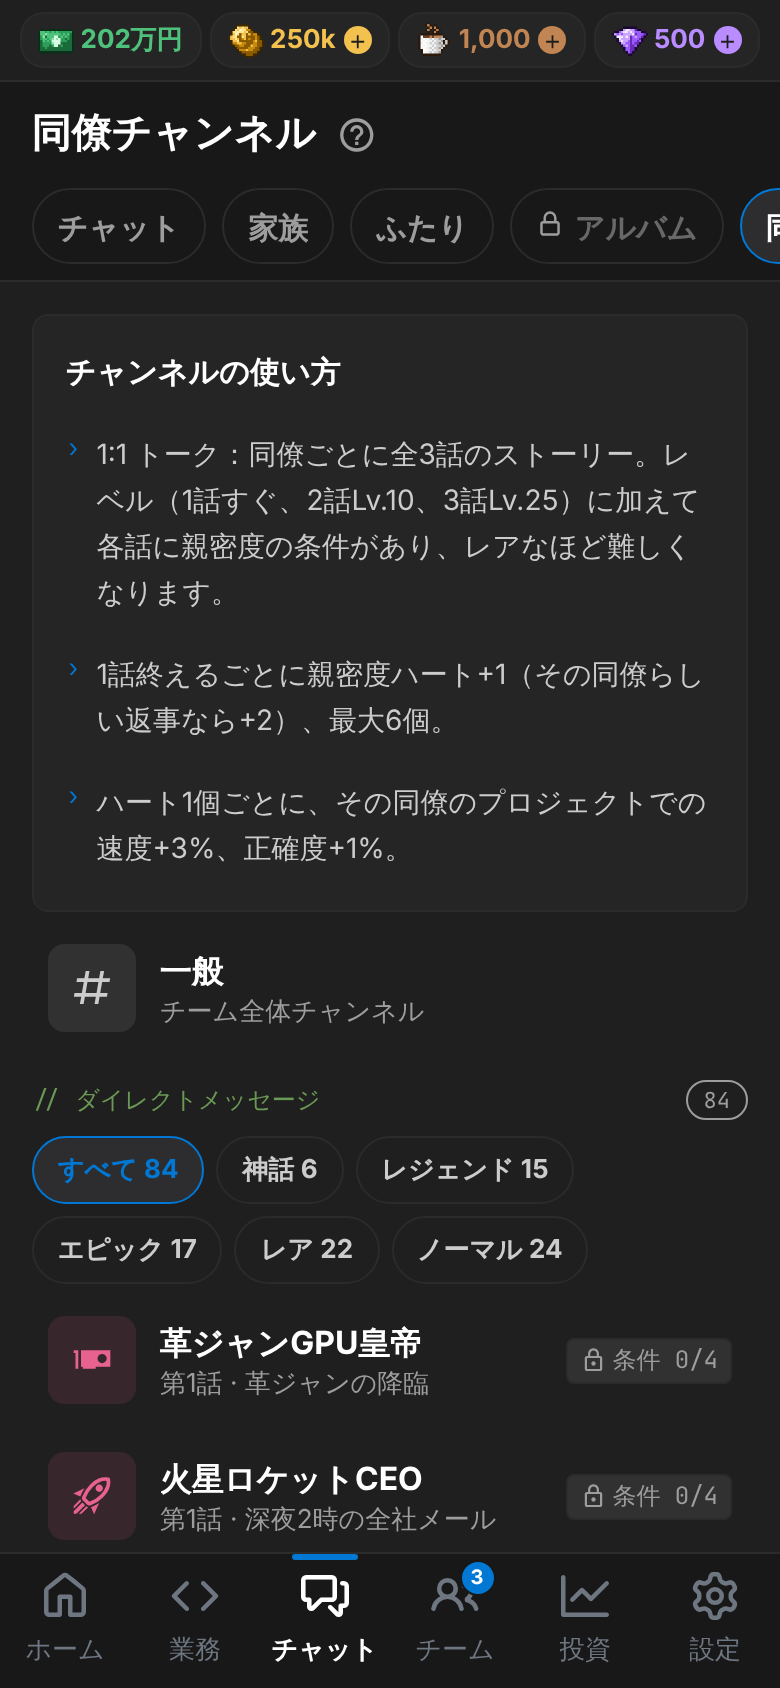 202万円 250k 1,000 500
同僚チャンネル
チャット 家族 ふたり アルバム
チャンネルの使い方
1:1 トーク：同僚ごとに全3話のストーリー。レ
ベル（1話すぐ、2話Lv.10、3話Lv.25）に加えて
各話に親密度の条件があり、レアなほど難しく
なります。
1話終えるごとに親密度ハート+1（その同僚らし
い返事なら+2）、最大6個。
ハート1個ごとに、その同僚のプロジェクトでの
速度+3%、正確度+1%。
一般
チーム全体チャンネル
// ダイレクトメッセージ 84
すべて 84 神話 6 レジェンド 15
エピック 17 レア 22 ノーマル 24
革ジャンGPU皇帝
第1話 · 革ジャンの降臨
条件 0/4
火星ロケットCEO
第1話 · 深夜2時の全社メール
条件 0/4
3
ホーム 業務 チャット チーム 投資 設定